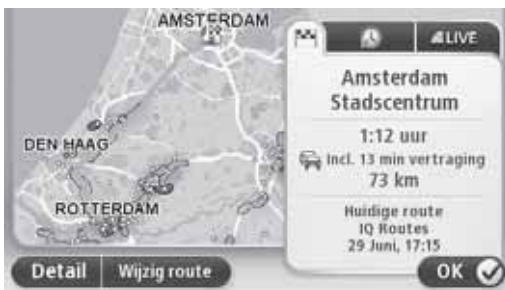 AMSTERDAM
LIVE
Amsterdam
Stadscentrum
1:12 uur
Incl. 13 min vertraging
73 km
DEN HAAG
ROTTERDAM
Huidige route
IQ Routes
29 Juni, 17:15
Detail
Wijzig route
OK